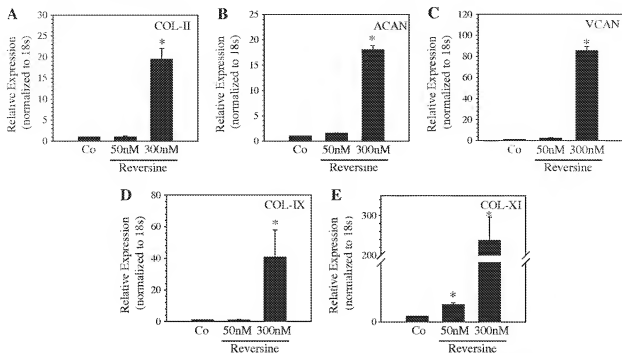 A
COL-II
Relative Expression
(normalized to 18s)
30
25
20
15
10
5
0
*
Co
50nM
300nM
Reversine
B
ACAN
Relative Expression
(normalized to 18s)
25
20
15
10
5
0
*
Co
50nM
300nM
Reversine
C
VCAN
Relative Expression
(normalized to 18s)
120
100
80
60
40
20
0
*
Co
50nM
300nM
Reversine
D
COL-IX
Relative Expression
(normalized to 18s)
80
60
40
20
0
*
Co
50nM
300nM
Reversine
E
COL-XI
Relative Expression
(normalized to 18s)
300
200
0
*
*
Co
50nM
300nM
Reversine